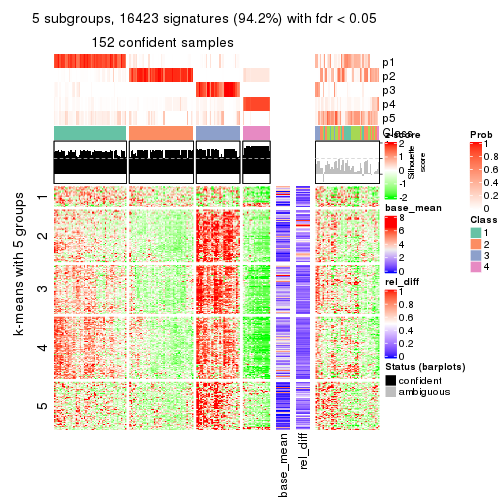 5 subgroups, 16423 signatures (94.2%) with fdr < 0.05
152 confident samples
p1
p2
p3
p4
p5
Class
Silhouette
score
k-means with 5 groups
1
2
3
4
5
base_mean
rel_diff
z-score
2
1
0
-1
-2
base_mean
8
6
4
2
0
rel_diff
1
0.8
0.6
0.4
0.2
0
Status (barplots)
confident
ambiguous
Prob
1
0.8
0.6
0.4
0.2
0
Class
1
2
3
4